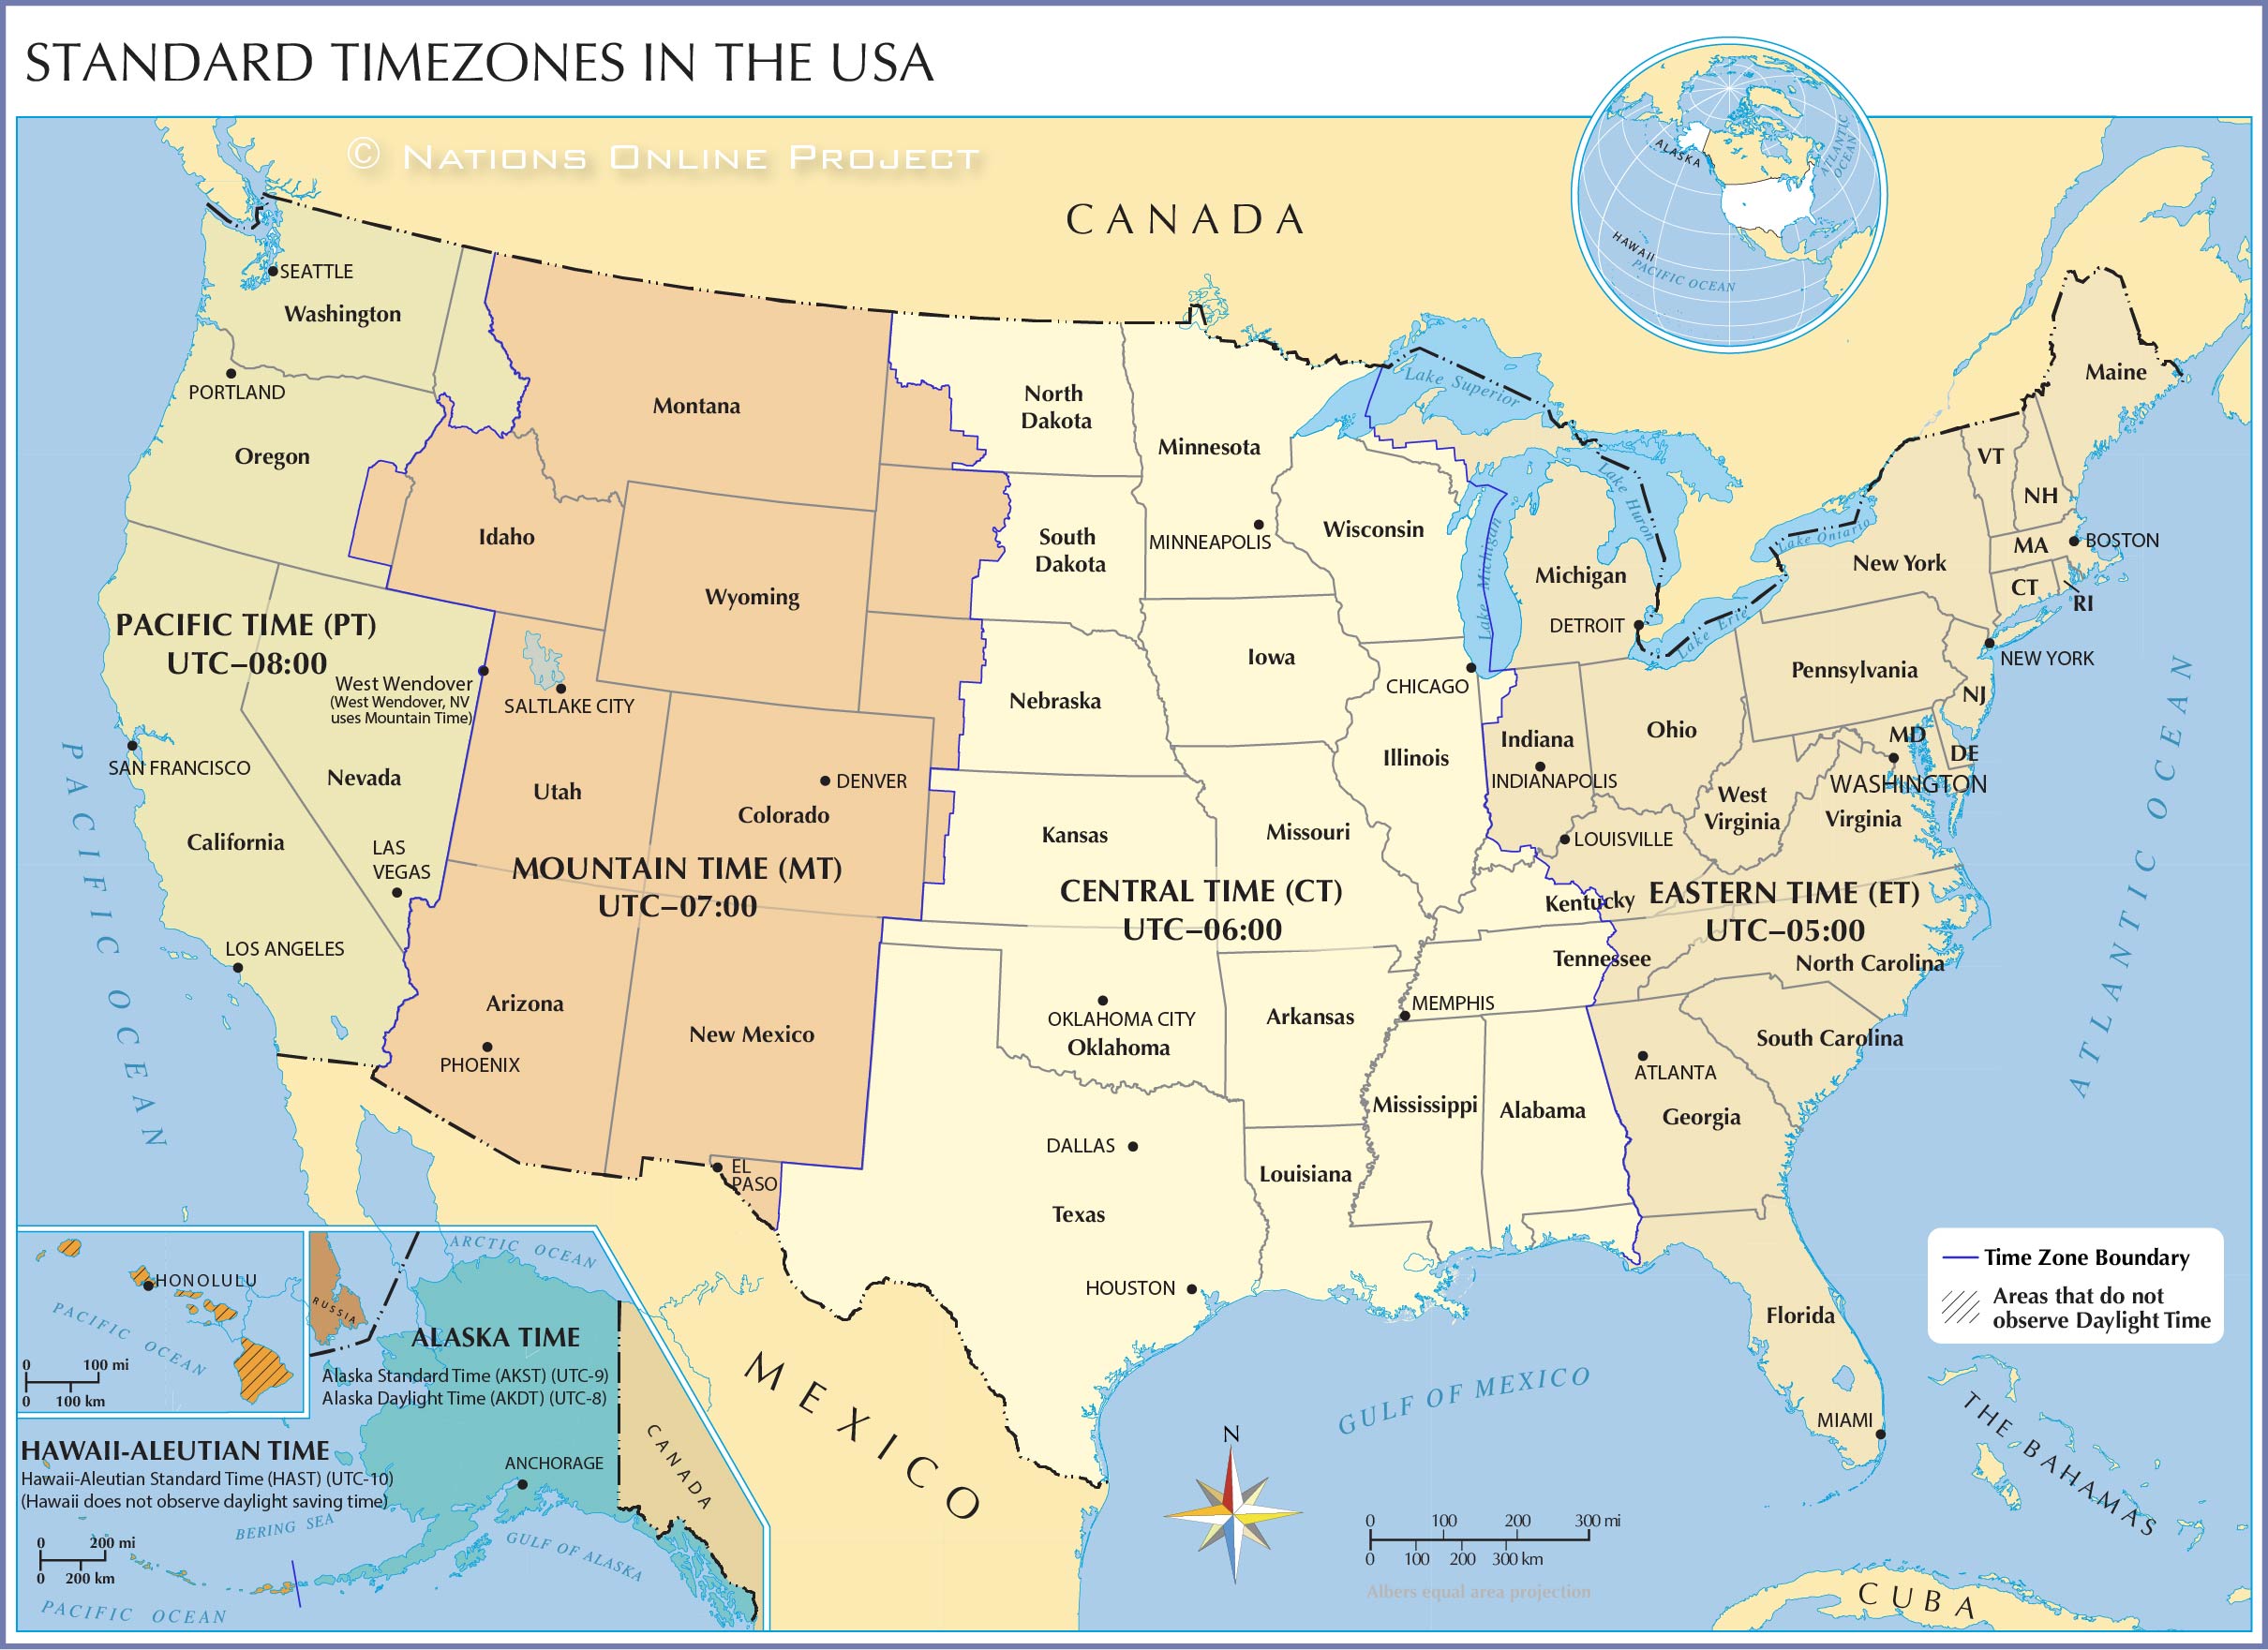 STANDARD TIMEZONES IN THE USA
© NATIONS ONLINE PROJECT
CANADA
ALASKA
HAWAII
PACIFIC OCEAN
ATLANTIC
OCEAN
SEATTLE
Washington
PORTLAND
Oregon
Montana
Idaho
Wyoming
North
Dakota
South
Dakota
Minnesota
MINNEAPOLIS
Wisconsin
Lake Superior
Lake Michigan
Lake Huron
Lake Ontario
Lake Erie
Michigan
DETROIT
Maine
VT
NH
MA
BOSTON
CT
RI
New York
NEW YORK
Pennsylvania
NJ
MD
DE
WASHINGTON
PACIFIC TIME (PT)
UTC–08:00
West Wendover
(West Wendover, NV
uses Mountain Time)
SALTLAKE CITY
SAN FRANCISCO
Nevada
California
LAS
VEGAS
LOS ANGELES
Utah
DENVER
Colorado
MOUNTAIN TIME (MT)
UTC–07:00
Arizona
PHOENIX
New Mexico
EL
PASO
Nebraska
Iowa
CHICAGO
Illinois
Indiana
INDIANAPOLIS
Ohio
West
Virginia
Virginia
LOUISVILLE
Kentucky
Kansas
Missouri
CENTRAL TIME (CT)
UTC–06:00
EASTERN TIME (ET)
UTC–05:00
Tennessee
North Carolina
MEMPHIS
South Carolina
OKLAHOMA CITY
Oklahoma
Arkansas
ATLANTA
Georgia
Mississippi
Alabama
DALLAS
Louisiana
Texas
HOUSTON
Florida
MIAMI
PACIFIC OCEAN
ATLANTIC OCEAN
GULF OF MEXICO
MEXICO
THE BAHAMAS
CUBA
Time Zone Boundary
Areas that do not
observe Daylight Time
HONOLULU
PACIFIC OCEAN
0 100 mi
0 100 km
RUSSIA
ARCTIC OCEAN
ALASKA TIME
Alaska Standard Time (AKST) (UTC-9)
Alaska Daylight Time (AKDT) (UTC-8)
CANADA
ANCHORAGE
HAWAII-ALEUTIAN TIME
Hawaii-Aleutian Standard Time (HAST) (UTC-10)
(Hawaii does not observe daylight saving time)
BERING SEA
GULF OF ALASKA
0 200 mi
0 200 km
PACIFIC OCEAN
N
0 100 200 300 mi
0 100 200 300 km
Albers equal area projection